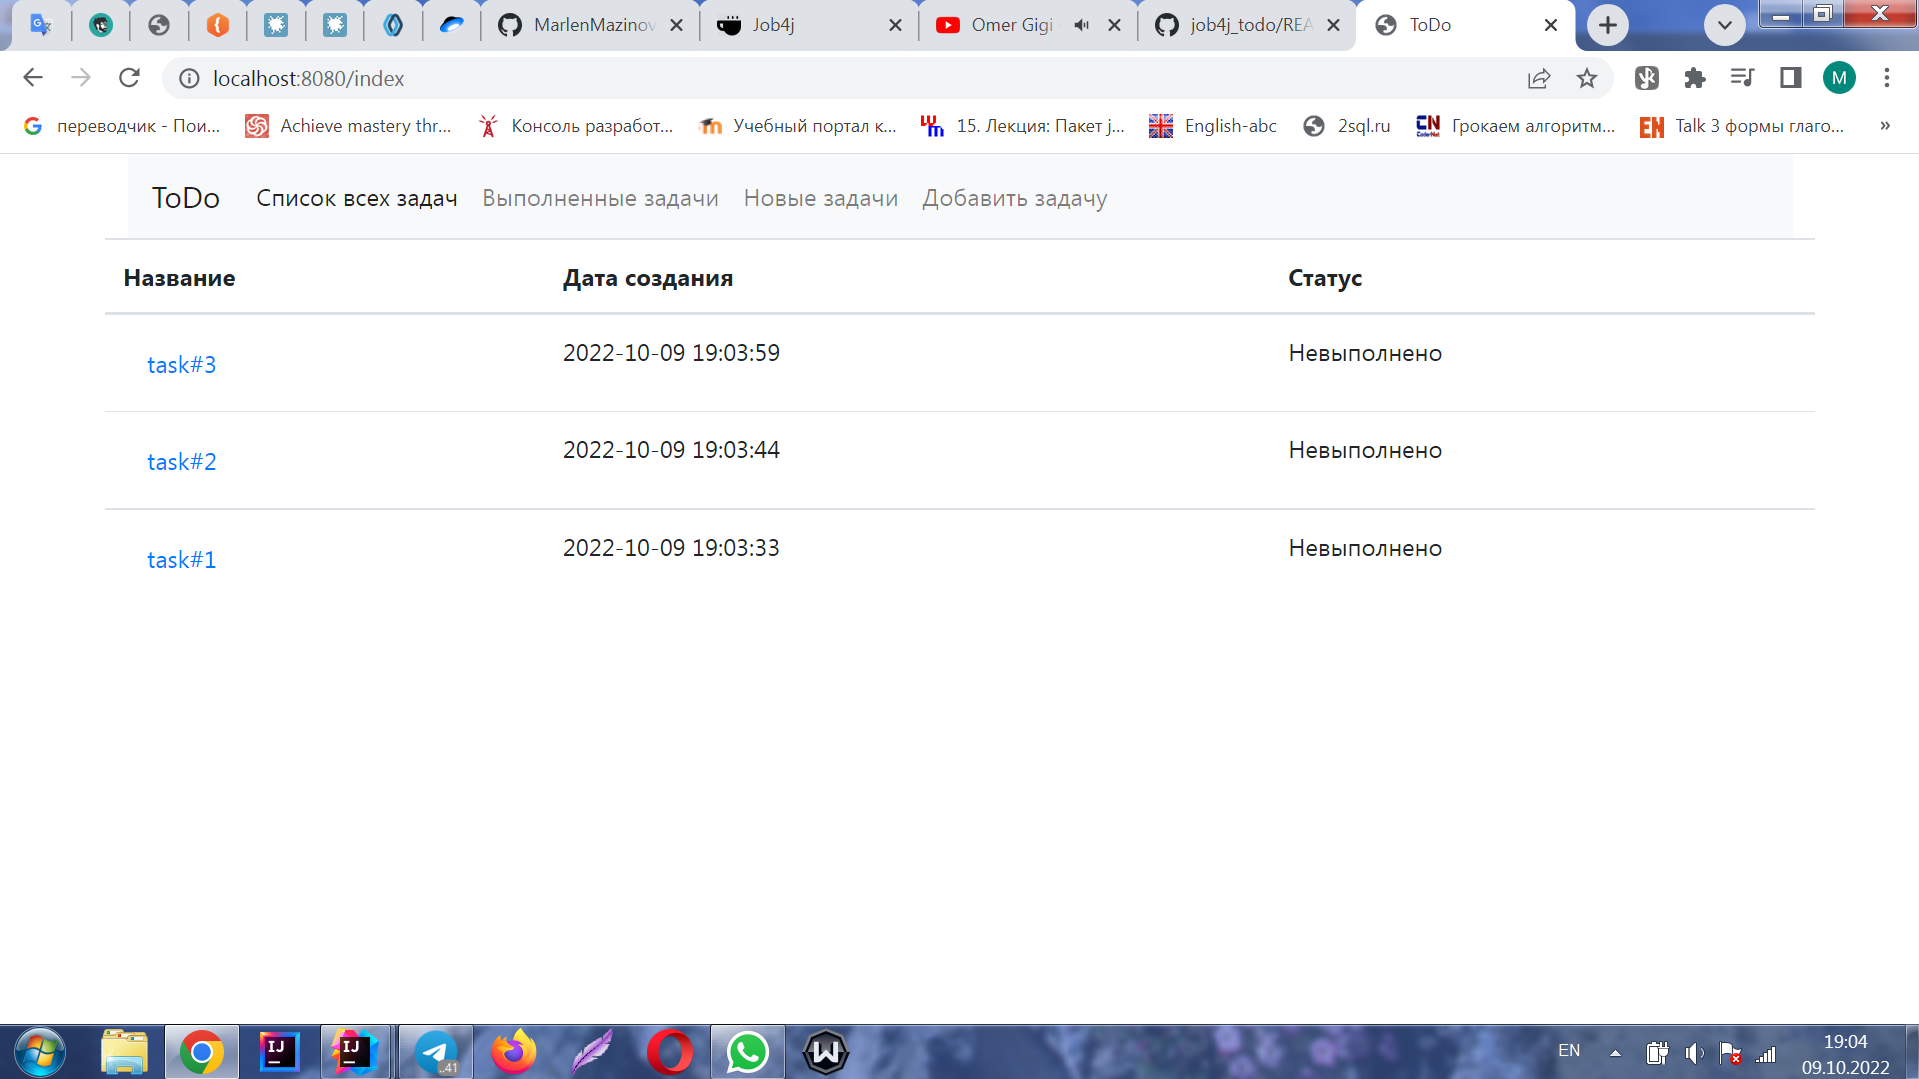 MarlenMazinov
Job4j
Omer Gigi
job4j_todo/REA
ToDo
localhost:8080/index
M
переводчик - Пои...
Achieve mastery thr...
Консоль разработ...
Учебный портал к...
15. Лекция: Пакет j...
English-abc
2sql.ru
Грокаем алгоритм...
EN
Talk 3 формы глаго...
»
ToDo
Список всех задач
Выполненные задачи
Новые задачи
Добавить задачу
Название
Дата создания
Статус
task#3
2022-10-09 19:03:59
Невыполнено
task#2
2022-10-09 19:03:44
Невыполнено
task#1
2022-10-09 19:03:33
Невыполнено
IJ
IJ
..41
W
EN
19:04
09.10.2022